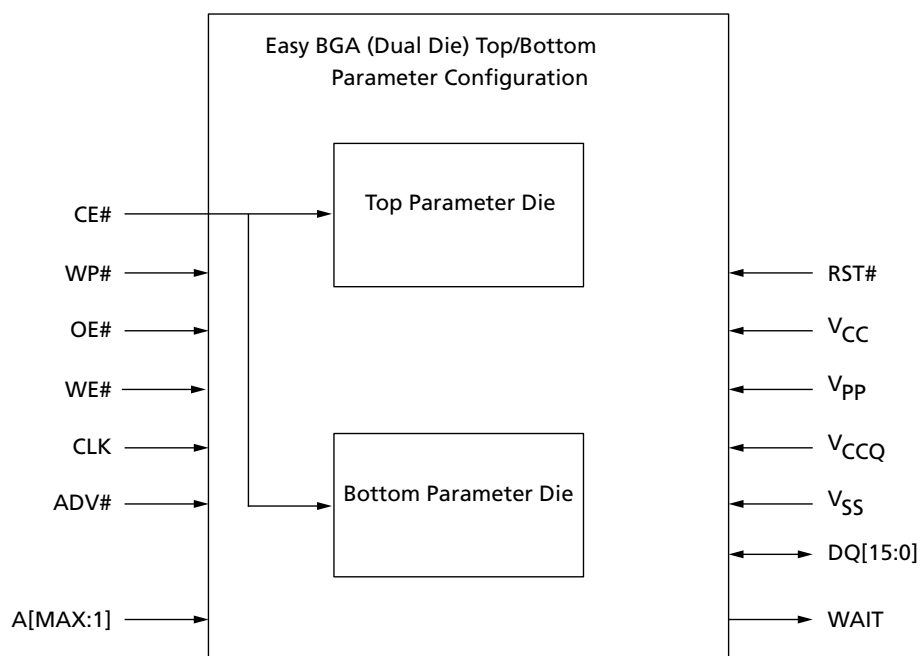 Easy BGA (Dual Die) Top/Bottom
Parameter Configuration
Top Parameter Die
Bottom Parameter Die
CE#
WP#
OE#
WE#
CLK
ADV#
A[MAX:1]
RST#
VCC
VPP
VCCQ
VSS
DQ[15:0]
WAIT